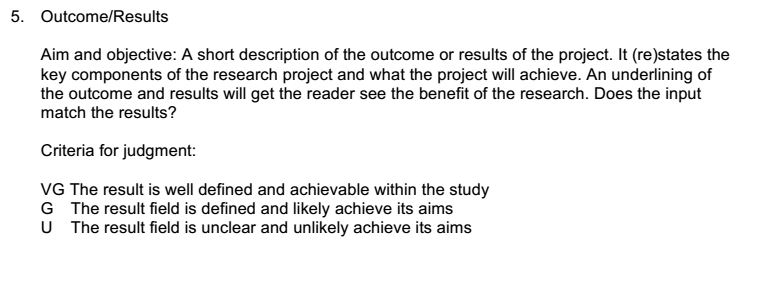 5. Outcome/Results
Aim and objective: A short description of the outcome or results of the project. It (re)states the
key components of the research project and what the project will achieve. An underlining of
the outcome and results will get the reader see the benefit of the research. Does the input
match the results?
Criteria for judgment:
VG The result is well defined and achievable within the study
G The result field is defined and likely achieve its aims
U The result field is unclear and unlikely achieve its aims